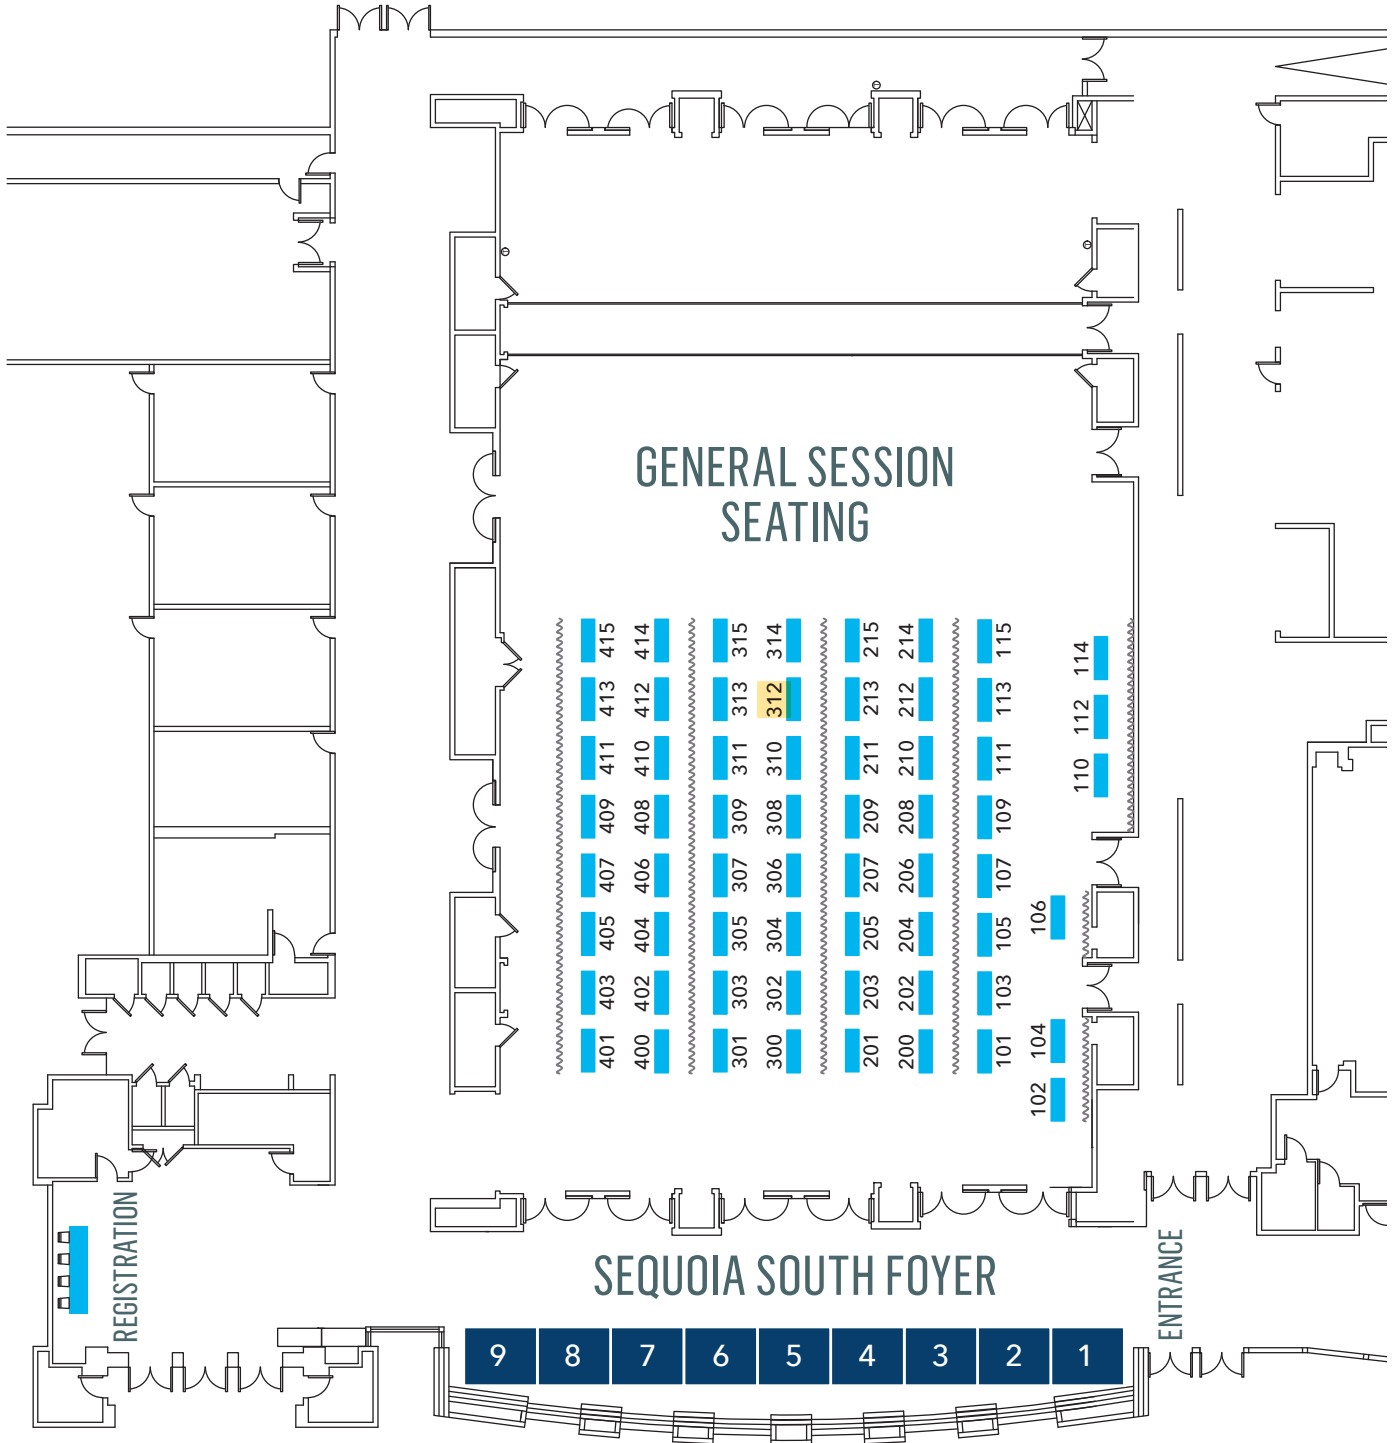 GENERAL SESSION
SEATING
415 414 315 314 215 214 115 114
413 412 313 312 213 212 113 112
411 410 311 310 211 210 111 110
409 408 309 308 209 208 109
407 406 307 306 207 206 107 106
405 404 305 304 205 204 105
403 402 303 302 203 202 103
401 400 301 300 201 200 101 104
102
REGISTRATION
SEQUOIA SOUTH FOYER
ENTRANCE
9 8 7 6 5 4 3 2 1